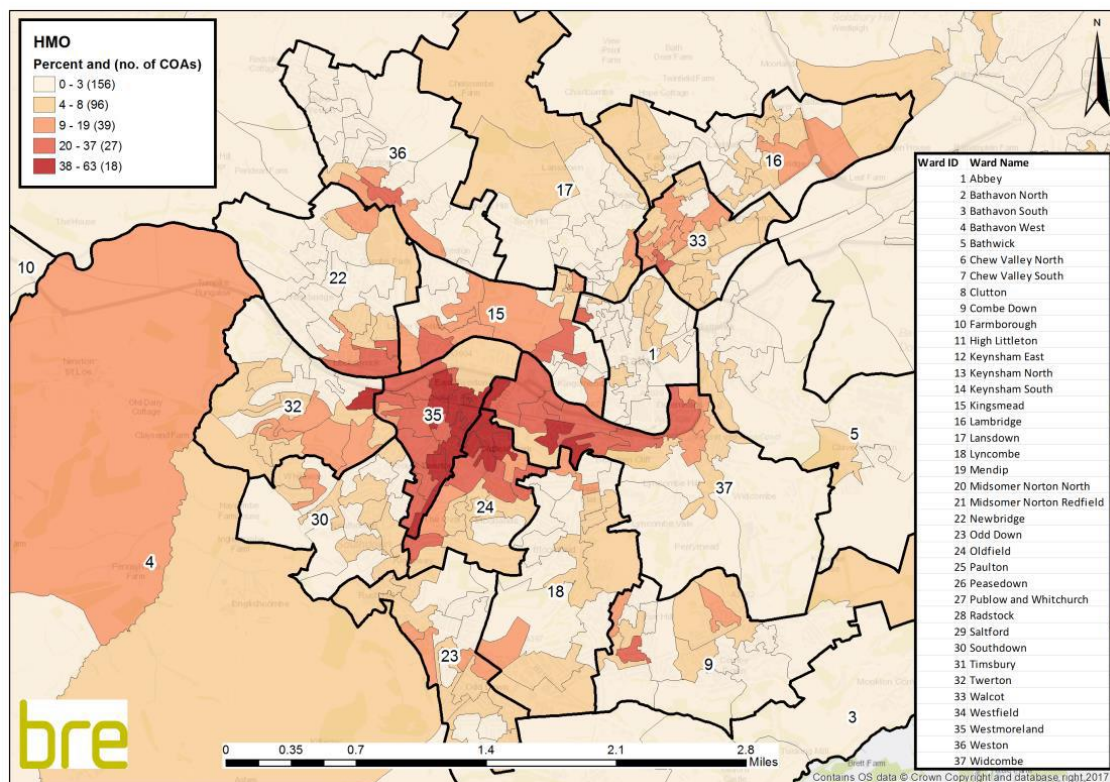 HMO
Percent and (no. of COAs)
0 - 3 (156)
4 - 8 (96)
9 - 19 (39)
20 - 37 (27)
38 - 63 (18)
N
Ward ID Ward Name
1 Abbey
2 Bathavon North
3 Bathavon South
4 Bathavon West
5 Bathwick
6 Chew Valley North
7 Chew Valley South
8 Clutton
9 Combe Down
10 Farmborough
11 High Littleton
12 Keynsham East
13 Keynsham North
14 Keynsham South
15 Kingsmead
16 Lambridge
17 Lansdown
18 Lyncombe
19 Mendip
20 Midsomer Norton North
21 Midsomer Norton Redfield
22 Newbridge
23 Odd Down
24 Oldfield
25 Paulton
26 Peasedown
27 Publow and Whitchurch
28 Radstock
29 Saltford
30 Southdown
31 Timsbury
32 Twerton
33 Walcot
34 Westfield
35 Westmoreland
36 Weston
37 Widcombe
36
16
17
33
10
22
15
1
32
35
5
37
24
30
4
18
23
9
3
bre
0 0.35 0.7 1.4 2.1 2.8
Miles
Contains OS data © Crown Copyright and database right 2017